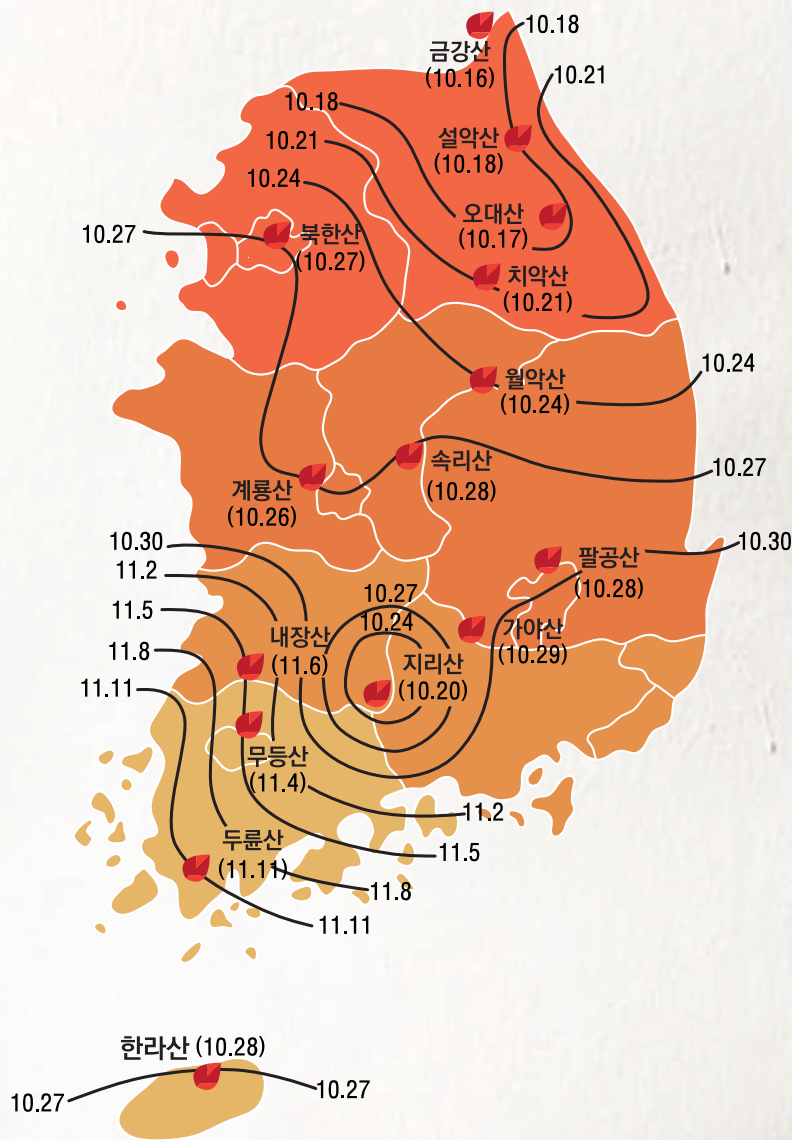 10.18
금강산
(10.16)
10.21
10.18
10.21
설악산
(10.18)
10.24
오대산
(10.17)
10.27
북한산
(10.27)
치악산
(10.21)
10.24
월악산
(10.24)
10.27
속리산
(10.28)
계룡산
(10.26)
10.30
10.30
팔공산
(10.28)
11.2
10.27
11.5
10.24
내장산
(11.6)
가야산
(10.29)
11.8
지리산
(10.20)
11.11
무등산
(11.4)
11.2
두륜산
(11.11)
11.5
11.8
11.11
한라산 (10.28)
10.27
10.27